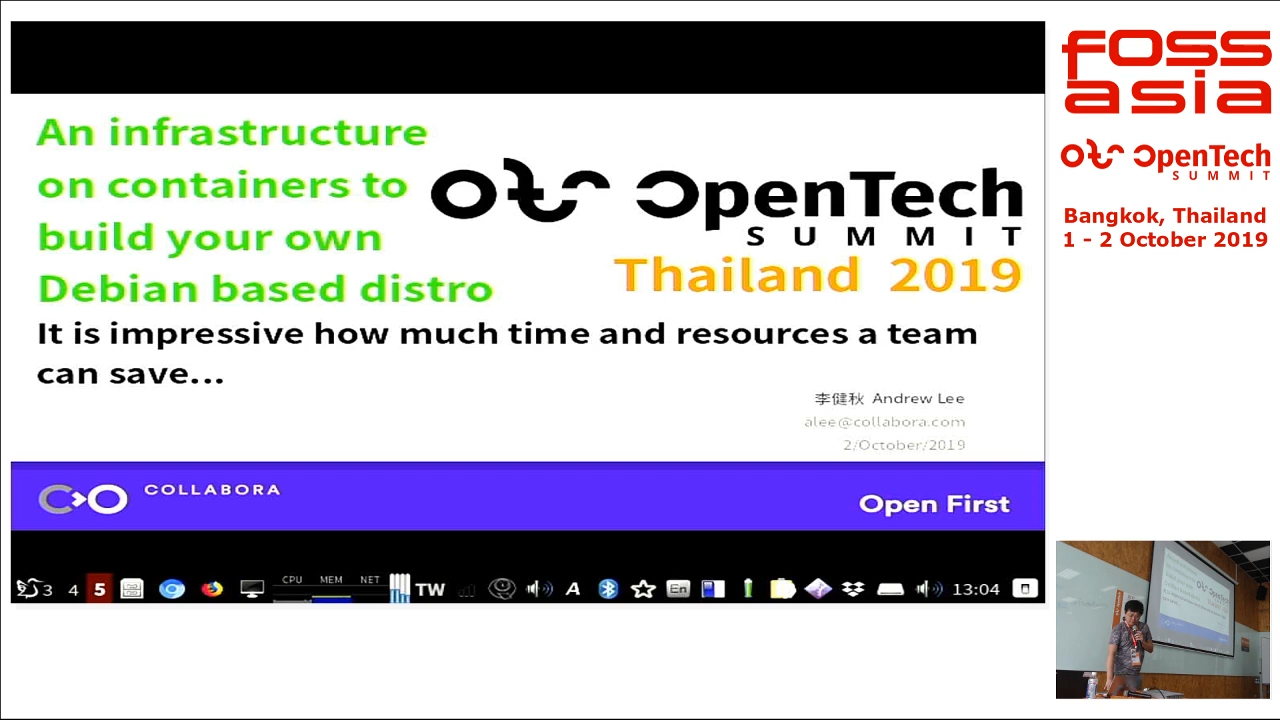 An infrastructure
on containers to
build your own
Debian based distro
OpenTech
SUMMIT
Thailand 2019
It is impressive how much time and resources a team
can save...
李健秋 Andrew Lee
alee@collabora.com
2/October/2019
COLLABORA
Open First
3 4 5 CPU MEM NET TW A En 13:04
foss
asia
OpenTech
SUMMIT
Bangkok, Thailand
1 - 2 October 2019